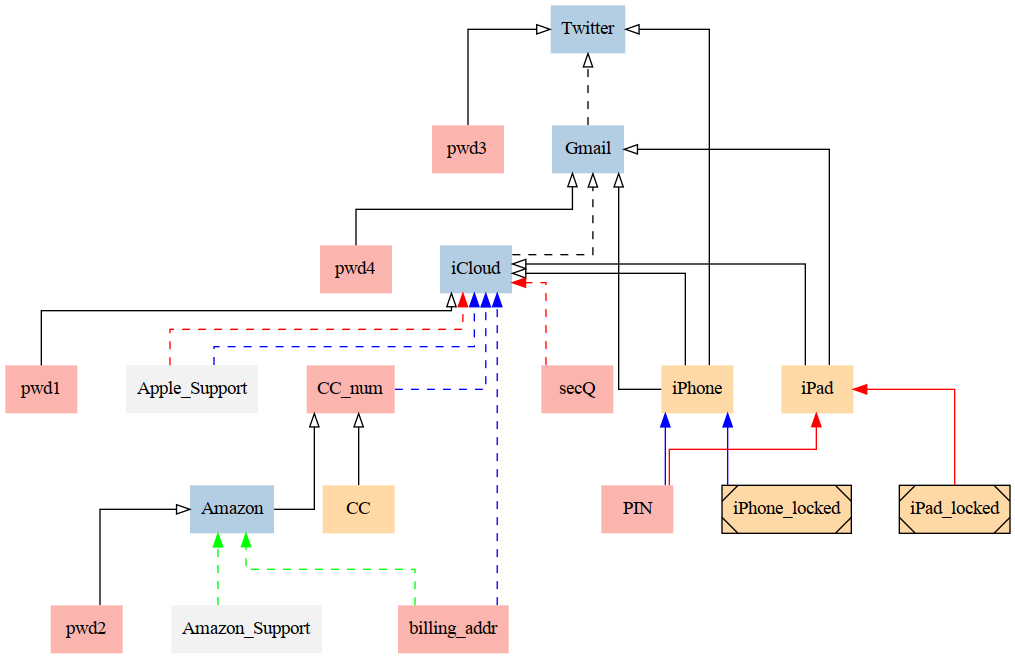 Twitter
pwd3
Gmail
pwd4
iCloud
pwd1
Apple_Support
CC_num
secQ
iPhone
iPad
Amazon
CC
PIN
iPhone_locked
iPad_locked
pwd2
Amazon_Support
billing_addr